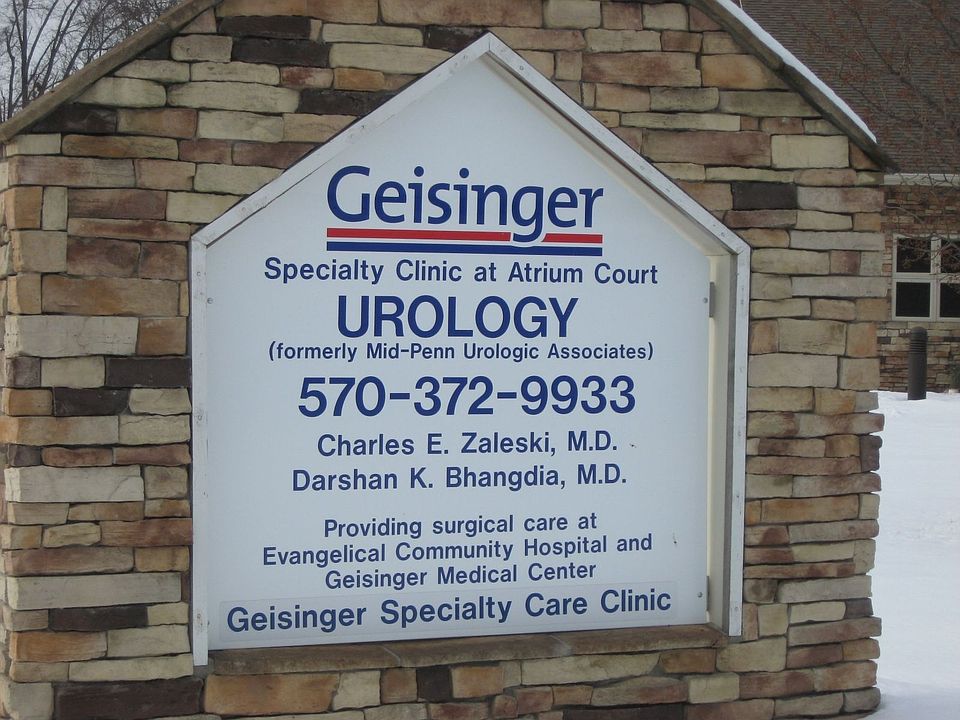 Geisinger
Specialty Clinic at Atrium Court
UROLOGY
(formerly Mid-Penn Urologic Associates)
570-372-9933
Charles E. Zaleski, M.D.
Darshan K. Bhangdia, M.D.
Providing surgical care at
Evangelical Community Hospital and
Geisinger Medical Center
Geisinger Specialty Care Clinic